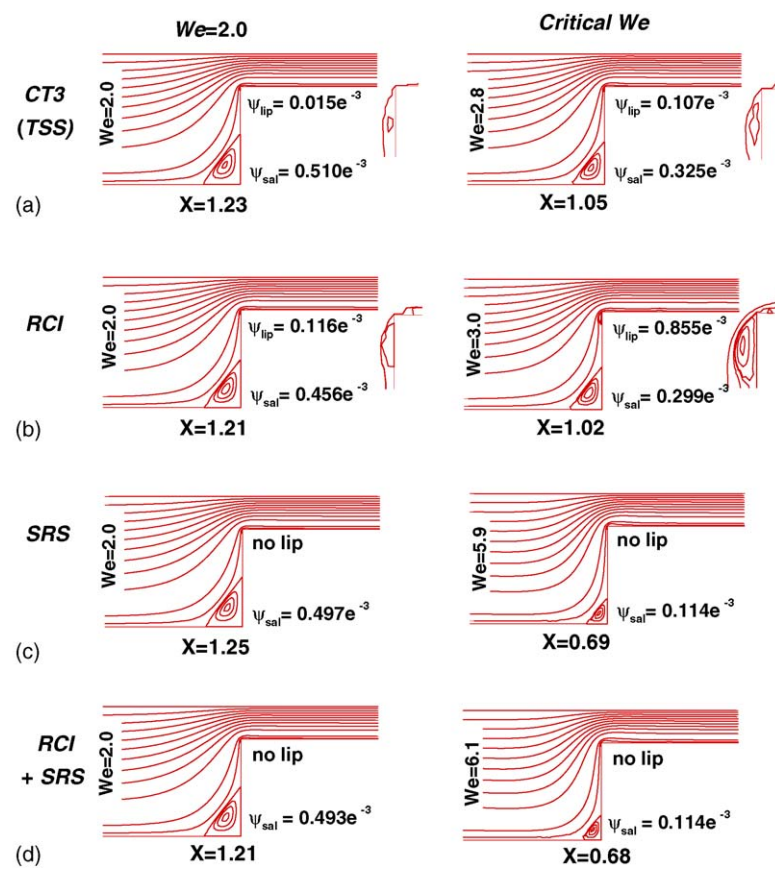 We=2.0
Critical We
CT3
(TSS)
We=2.0
ψlip= 0.015e -3
ψsal= 0.510e -3
X=1.23
We=2.8
ψlip= 0.107e -3
ψsal= 0.325e -3
X=1.05
(a)
RCI
We=2.0
ψlip= 0.116e -3
ψsal= 0.456e -3
X=1.21
We=3.0
ψlip= 0.855e -3
ψsal= 0.299e -3
X=1.02
(b)
SRS
We=2.0
no lip
ψsal = 0.497e -3
X=1.25
We=5.9
no lip
ψsal = 0.114e -3
X=0.69
(c)
RCI
+ SRS
We=2.0
no lip
ψsal = 0.493e -3
X=1.21
We=6.1
no lip
ψsal = 0.114e -3
X=0.68
(d)